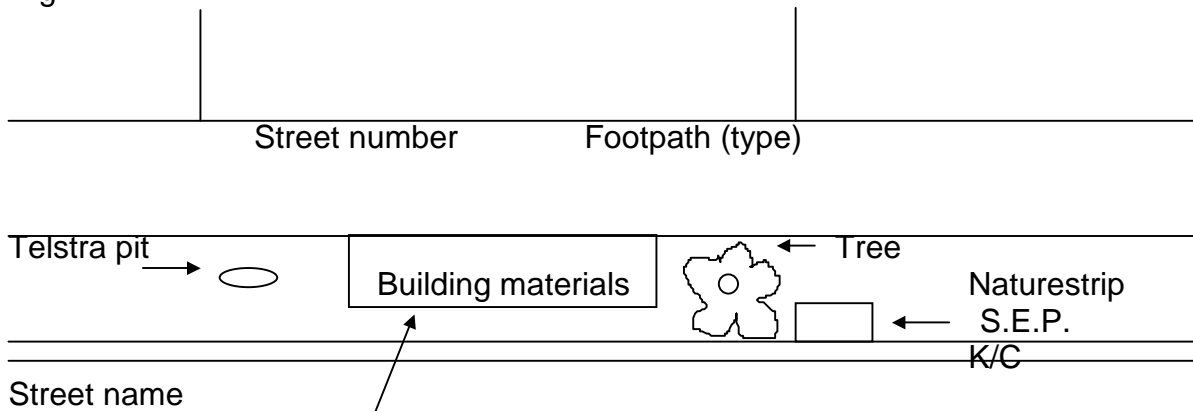 Street number Footpath (type)
Telstra pit Tree
Building materials Naturestrip
S.E.P.
K/C
Street name